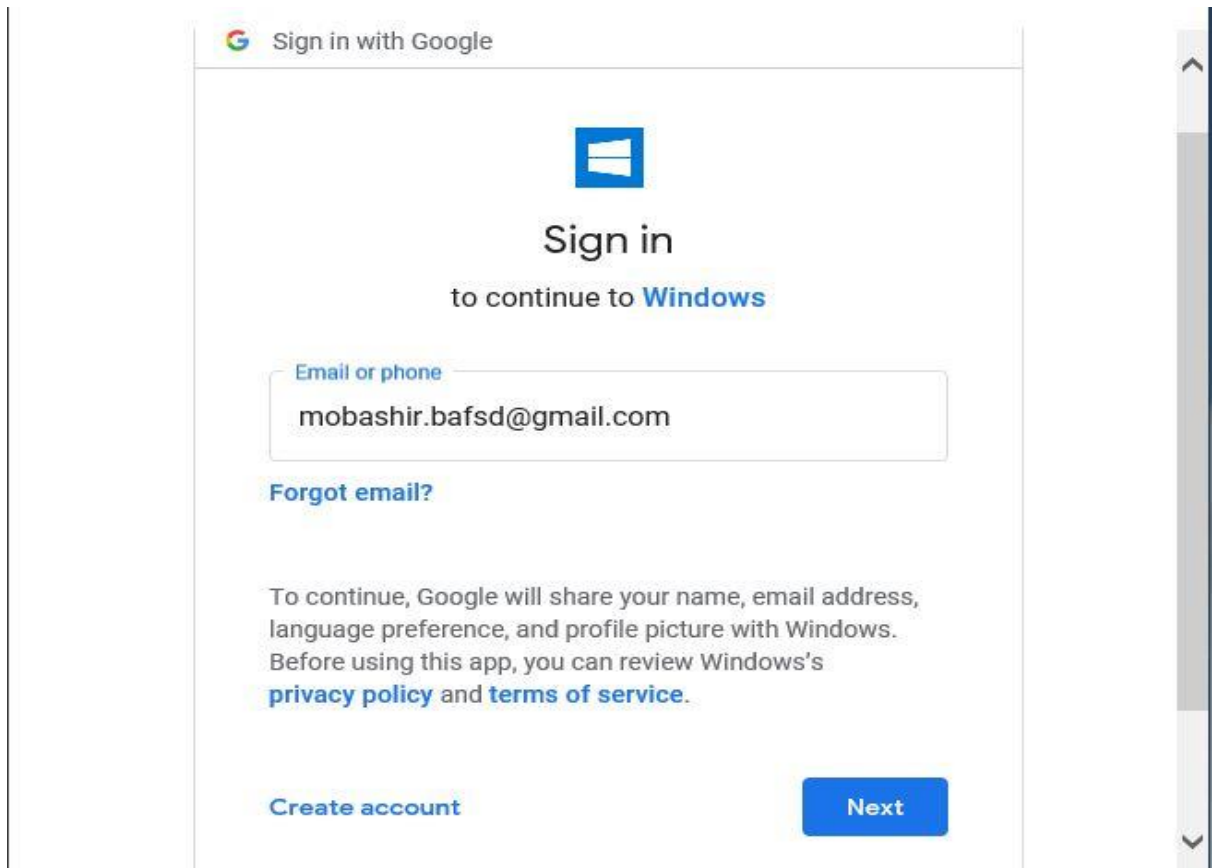 Sign in with Google
Sign in
to continue to Windows
Email or phone
mobashir.bafsd@gmail.com
Forgot email?
To continue, Google will share your name, email address,
language preference, and profile picture with Windows.
Before using this app, you can review Windows's
privacy policy and terms of service.
Create account
Next